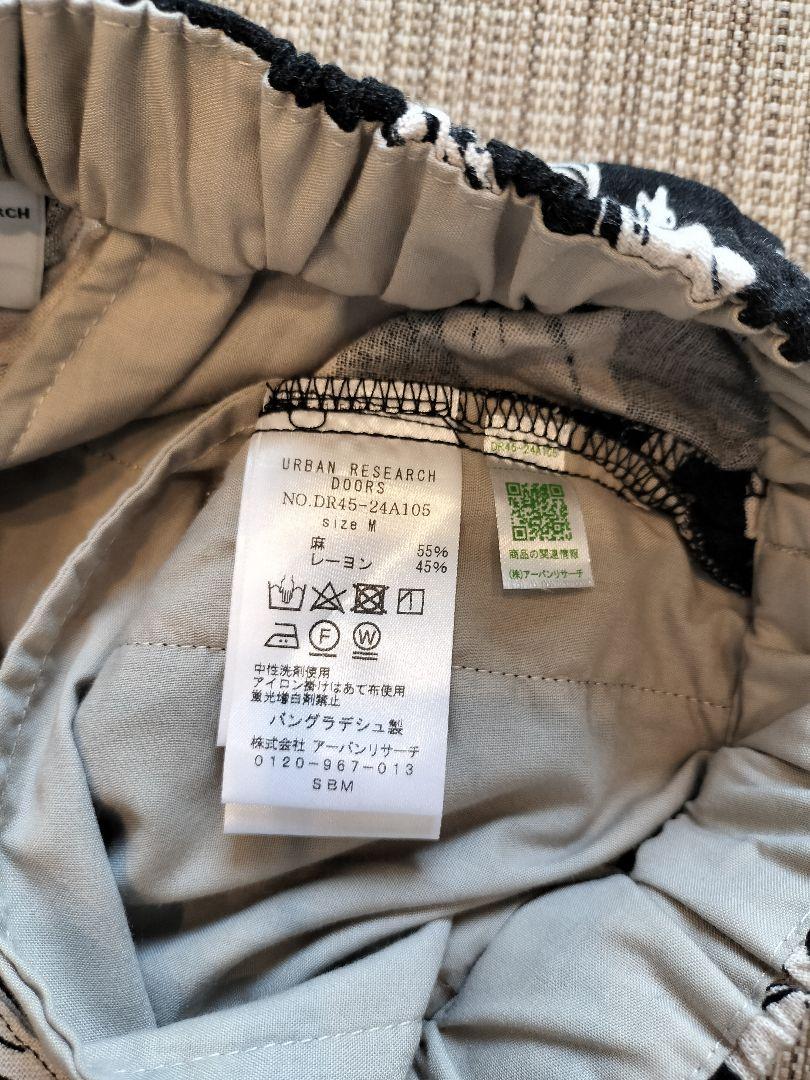 RCH
URBAN RESEARCH
DOORS
NO.DR45-24A105
size M
麻 55%
レーヨン 45%
F W
中性洗剤使用
アイロン掛けはあて布使用
蛍光増白剤禁止
バングラデシュ製
株式会社 アーバンリサーチ
0120-967-013
SBM
DR45-24A105
商品の関連情報
(株)アーバンリサーチ